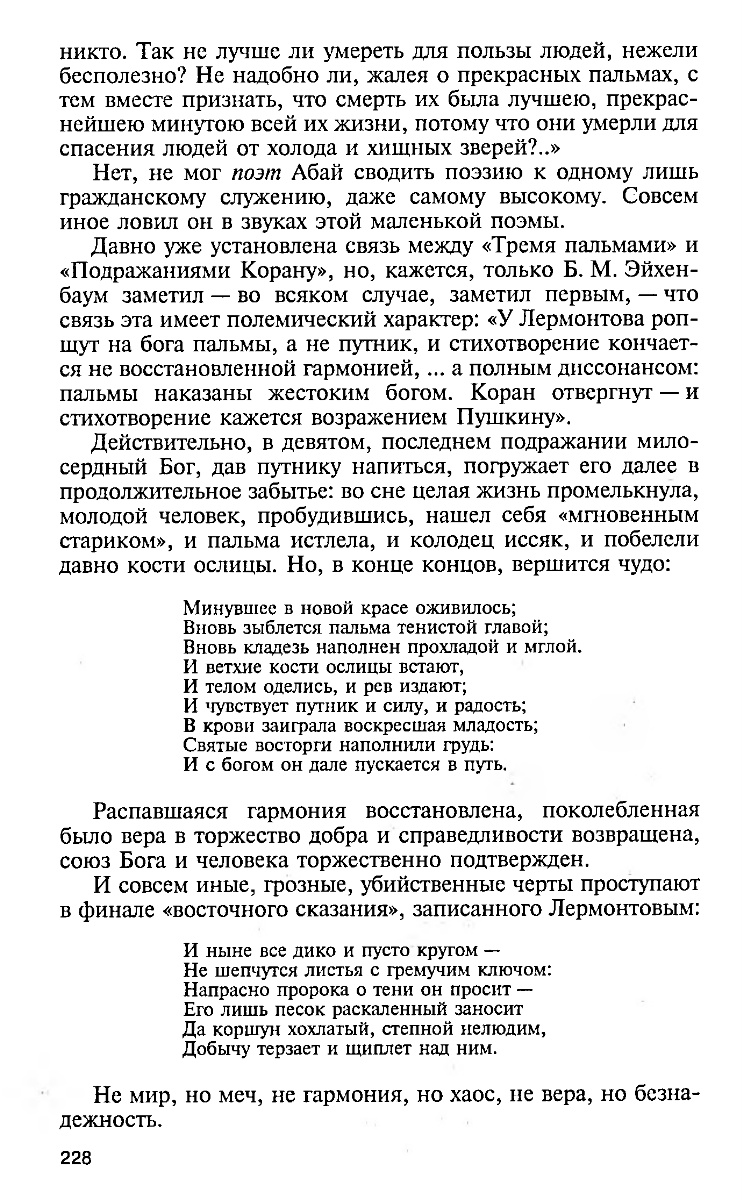 никто. Так не лучше ли умереть для пользы людей, нежели
бесполезно? Не надобно ли, жалея о прекрасных пальмах, с
тем вместе признать, что смерть их была лучшею, прекрас-
нейшею минутою всей их жизни, потому что они умерли для
спасения людей от холода и хищных зверей?..»
Нет, не мог поэт Абай сводить поэзию к одному лишь
гражданскому служению, даже самому высокому. Совсем
иное ловил он в звуках этой маленькой поэмы.
Давно уже установлена связь между «Тремя пальмами» и
«Подражаниями Корану», но, кажется, только Б. М. Эйхен-
баум заметил — во всяком случае, заметил первым, — что
связь эта имеет полемический характер: «У Лермонтова роп-
щут на бога пальмы, а не путник, и стихотворение кончает-
ся не восстановленной гармонией, ... а полным диссонансом:
пальмы наказаны жестоким богом. Коран отвергнут — и
стихотворение кажется возражением Пушкину».
Действительно, в девятом, последнем подражании мило-
сердный Бог, дав путнику напиться, погружает его далее в
продолжительное забытье: во сне целая жизнь промелькнула,
молодой человек, пробудившись, нашел себя «мгновенным
стариком», и пальма истлела, и колодец иссяк, и побелели
давно кости ослицы. Но, в конце концов, вершится чудо:
Минувшее в новой красе оживилось;
Вновь зыблется пальма тенистой главой;
Вновь кладезь наполнен прохладой и мглой.
И ветхие кости ослицы встают,
И телом оделись, и рев издают;
И чувствует путник и силу, и радость;
В крови заиграла воскресшая младость;
Святые восторги наполнили грудь:
И с богом он дале пускается в путь.
Распавшаяся гармония восстановлена, поколебленная
было вера в торжество добра и справедливости возвращена,
союз Бога и человека торжественно подтвержден.
И совсем иные, грозные, убийственные черты проступают
в финале «восточного сказания», записанного Лермонтовым:
И ныне все дико и пусто кругом —
Не шепчутся листья с гремучим ключом:
Напрасно пророка о тени он просит —
Его лишь песок раскаленный заносит
Да коршун хохлатый, степной нелюдим,
Добычу терзает и щиплет над ним.
Не мир, но меч, не гармония, но хаос, не вера, но безна-
дежность.
228